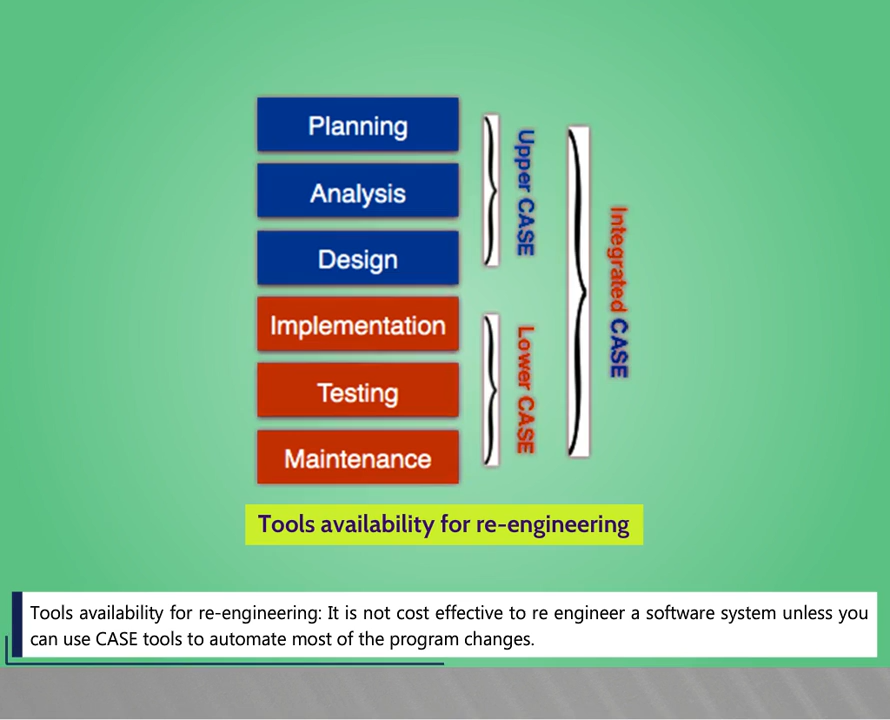 Planning
Analysis
Design
Implementation
Testing
Maintenance
Upper CASE
Lower CASE
Integrated CASE
Tools availability for re-engineering
Tools availability for re-engineering: It is not cost effective to re engineer a software system unless you
can use CASE tools to automate most of the program changes.